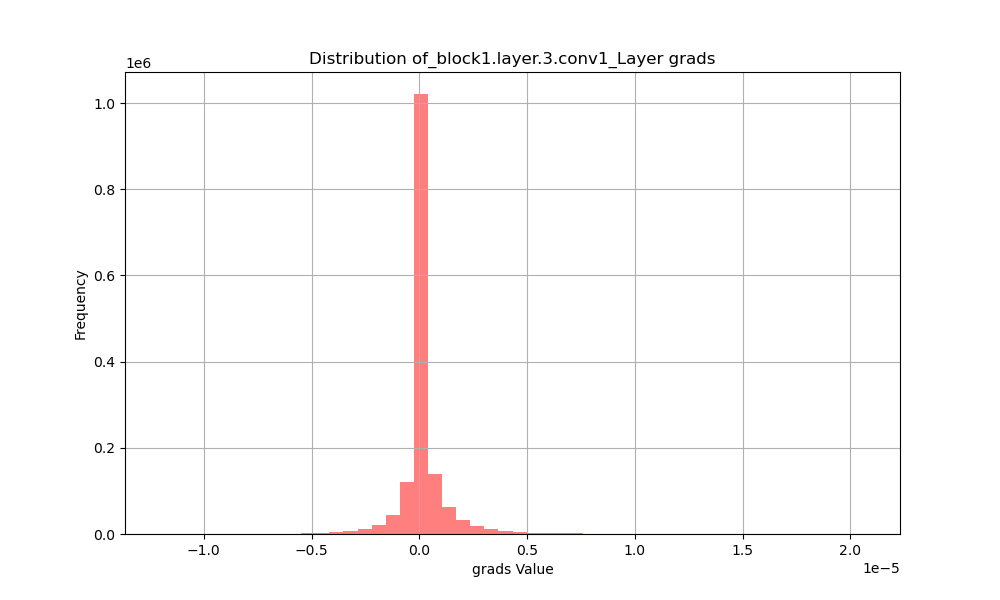 Distribution of_block1.layer.3.conv1_Layer grads
1e6
1.0
0.8
0.6
0.4
0.2
0.0
Frequency
−1.0 −0.5 0.0 0.5 1.0 1.5 2.0
1e−5
grads Value